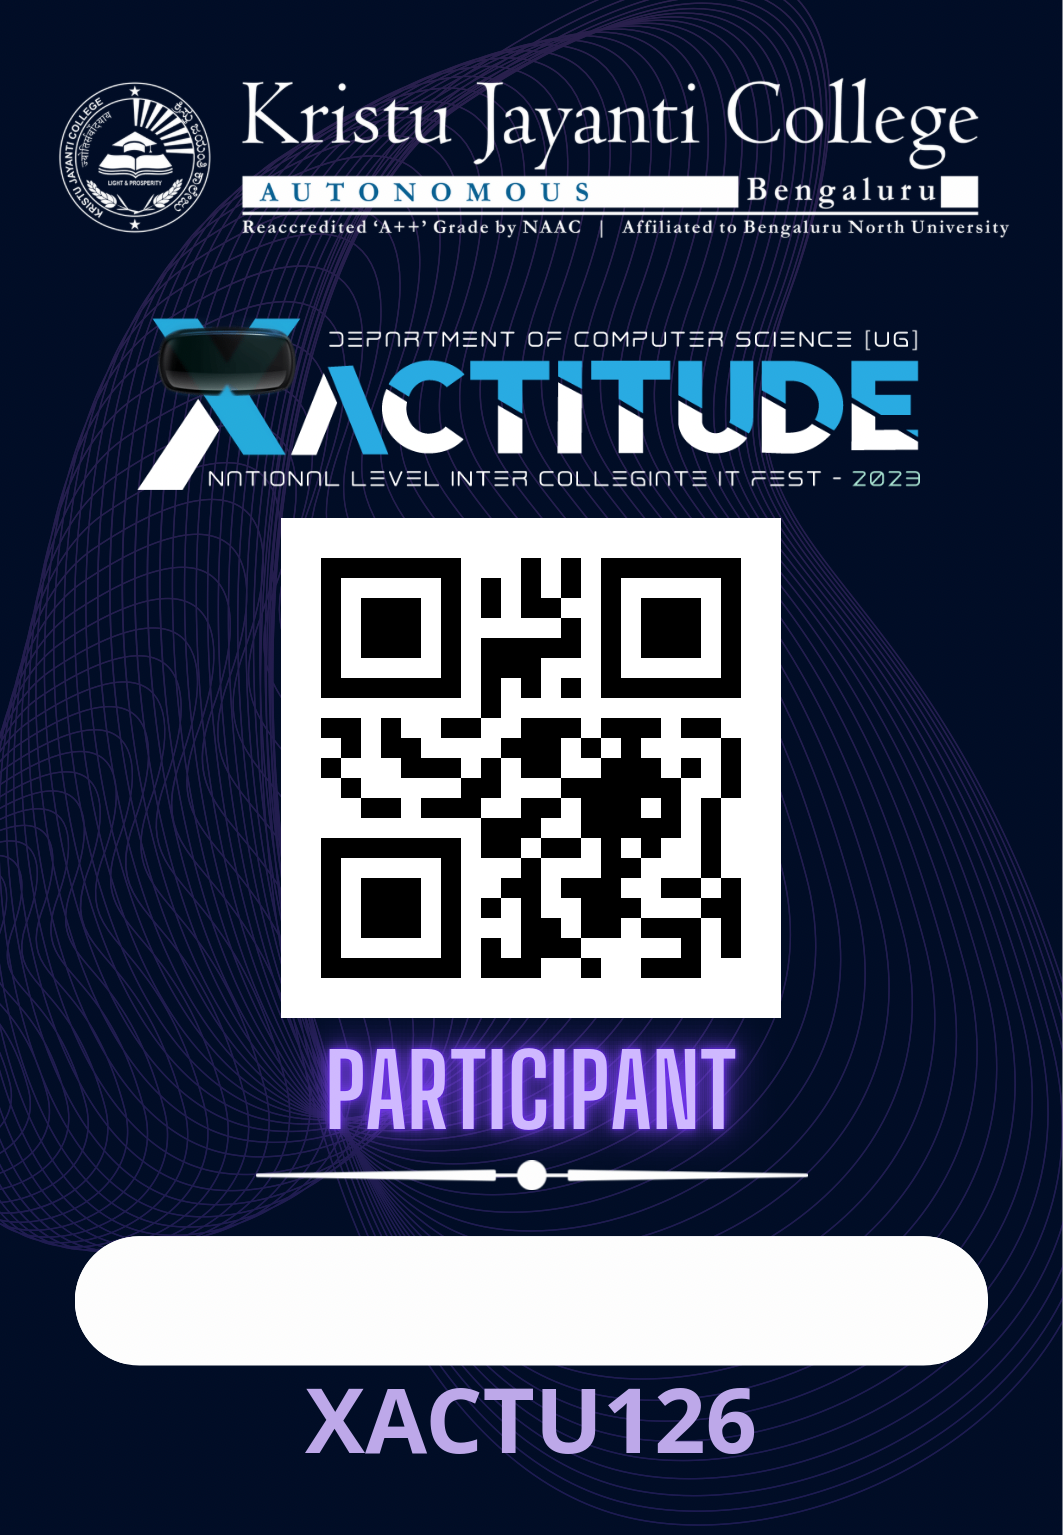 KRISTU JAYANTI COLLEGE
LIGHT & PROSPERITY
Kristu Jayanti College
AUTONOMOUS Bengaluru
Reaccredited ‘A++’ Grade by NAAC | Affiliated to Bengaluru North University
DEPARTMENT OF COMPUTER SCIENCE [UG]
XACTITUDE
NATIONAL LEVEL INTER COLLEGIATE IT FEST - 2023
PARTICIPANT
XACTU126